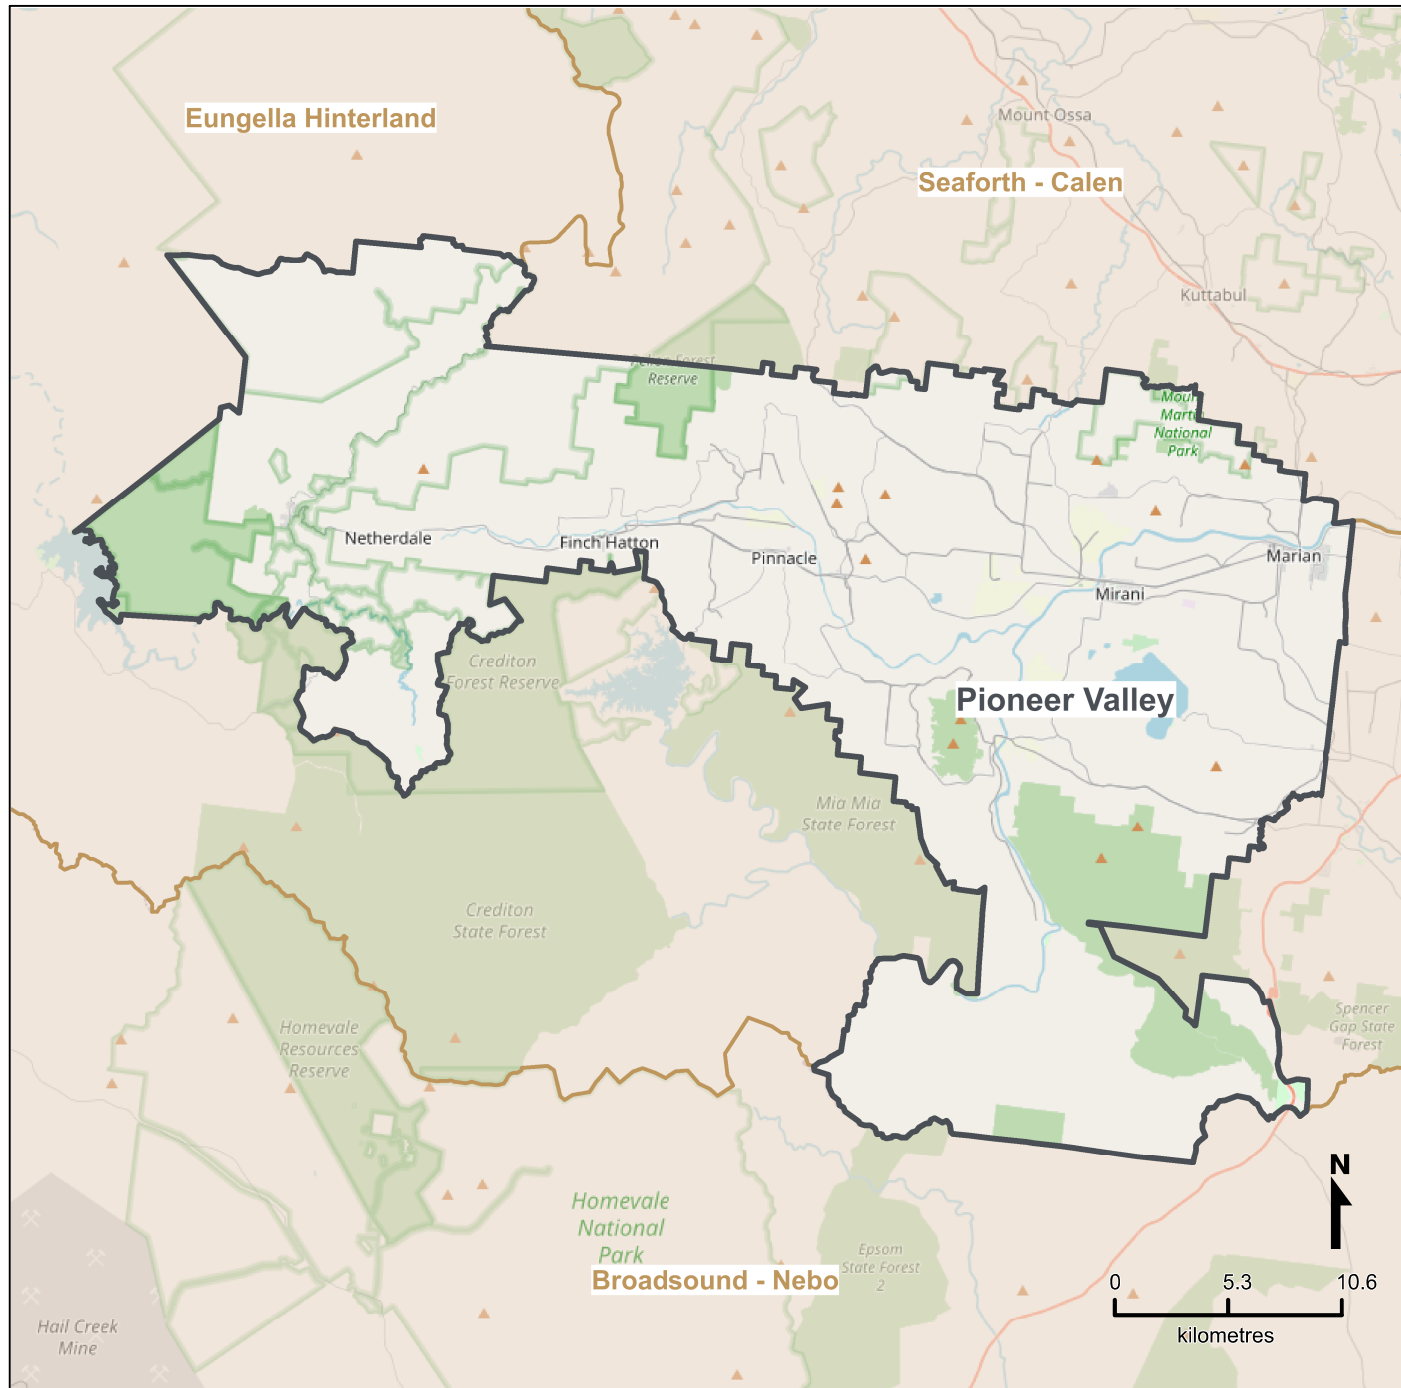 Eungella Hinterland
Mount Ossa
Seaforth - Calen
Kuttabul
Forest
Reserve
Mount
Martin
National
Park
Netherdale
Finch Hatton
Pinnacle
Marian
Mirani
Crediton
Forest Reserve
Pioneer Valley
Mia Mia
State Forest
Crediton
State Forest
Spencer
Gap State
Forest
Homevale
Resources
Reserve
Homevale
National
Park
Epsom
State Forest
2
Broadsound - Nebo
Hail Creek
Mine
N
0 5.3 10.6
kilometres